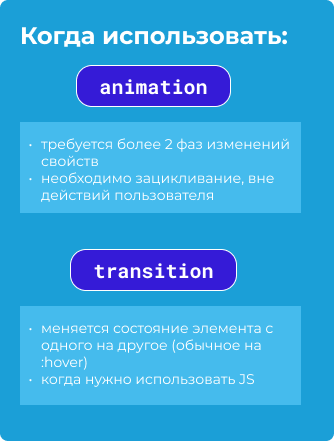 Когда использовать:
animation
• требуется более 2 фаз изменений
свойств
• необходимо зацикливание, вне
действий пользователя
transition
• меняется состояние элемента с
одного на другое (обычное на
:hover)
• когда нужно использовать JS